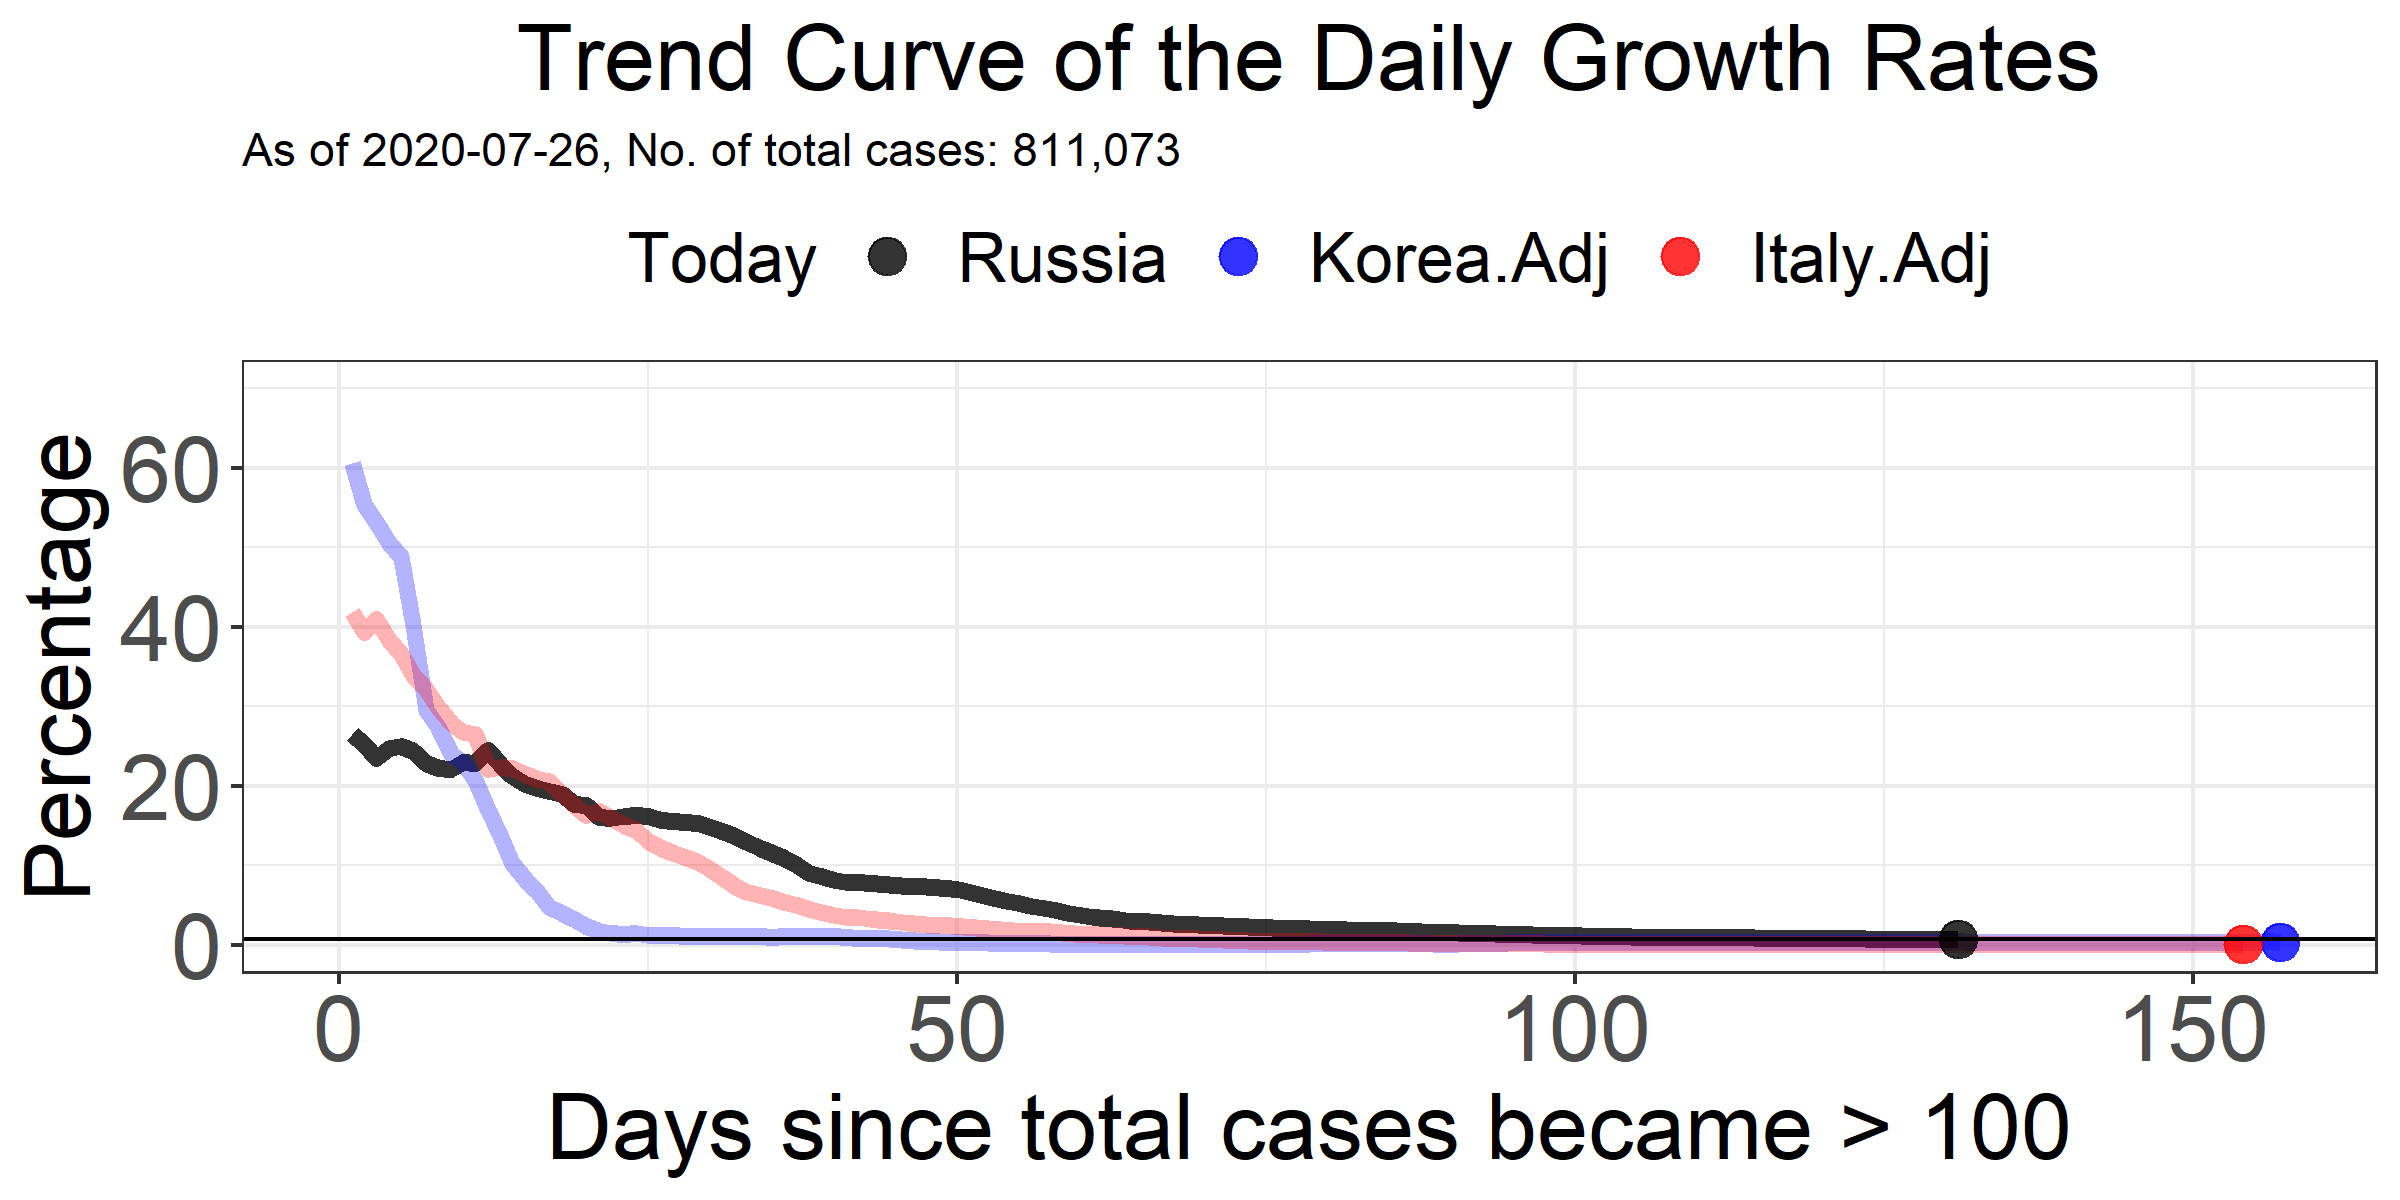 Trend Curve of the Daily Growth Rates
As of 2020-07-26, No. of total cases: 811,073
Today Russia Korea.Adj Italy.Adj
Percentage
60
40
20
0
0 50 100 150
Days since total cases became > 100